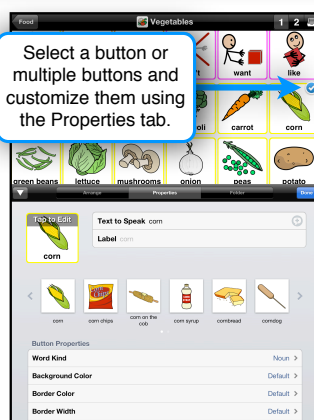 Food
Vegetables
1 2
Select a button or
multiple buttons and
customize them using
the Properties tab.
want
like
carrot
corn
green beans
lettuce
mushrooms
onion
peas
potato
Arrange
Properties
Folder
Done
Tap to Edit
corn
Text to Speak corn
Label corn
corn
corn chips
corn on the
cob
corn syrup
cornbread
corndog
Button Properties
Word Kind Noun
Background Color Default
Border Color Default
Border Width Default